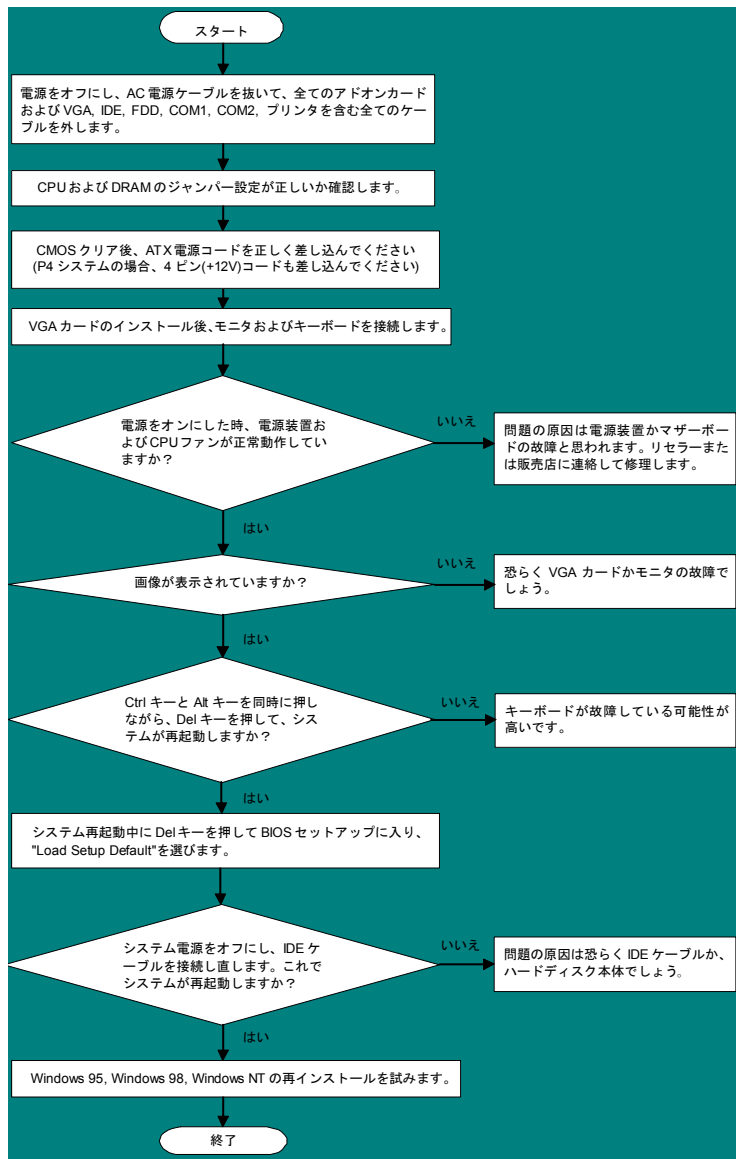 スタート
電源をオフにし、AC 電源ケーブルを抜いて、全てのアドオンカード
および VGA, IDE, FDD, COM1, COM2, プリンタを含む全てのケー
ブルを外します。
CPU および DRAM のジャンパー設定が正しいか確認します。
CMOS クリア後、ATX 電源コードを正しく差し込んでください
(P4 システムの場合、4 ピン(+12V)コードも差し込んでください)
VGA カードのインストール後、モニタおよびキーボードを接続します。
電源をオンにした時、電源装置お
よび CPU ファンが正常動作してい
ますか？
いいえ
問題の原因は電源装置かマザーボー
ドの故障と思われます。リセラーまた
は販売店に連絡して修理します。
はい
画像が表示されていますか？
いいえ
恐らく VGA カードかモニタの故障で
しょう。
はい
Ctrl キーと Alt キーを同時に押し
ながら、Del キーを押して、シス
テムが再起動しますか？
いいえ
キーボードが故障している可能性が
高いです。
はい
システム再起動中に Del キーを押して BIOS セットアップに入り、
"Load Setup Default"を選びます。
システム電源をオフにし、IDE ケ
ーブルを接続し直します。これで
システムが再起動しますか？
いいえ
問題の原因は恐らく IDE ケーブルか、
ハードディスク本体でしょう。
はい
Windows 95, Windows 98, Windows NT の再インストールを試みます。
終了